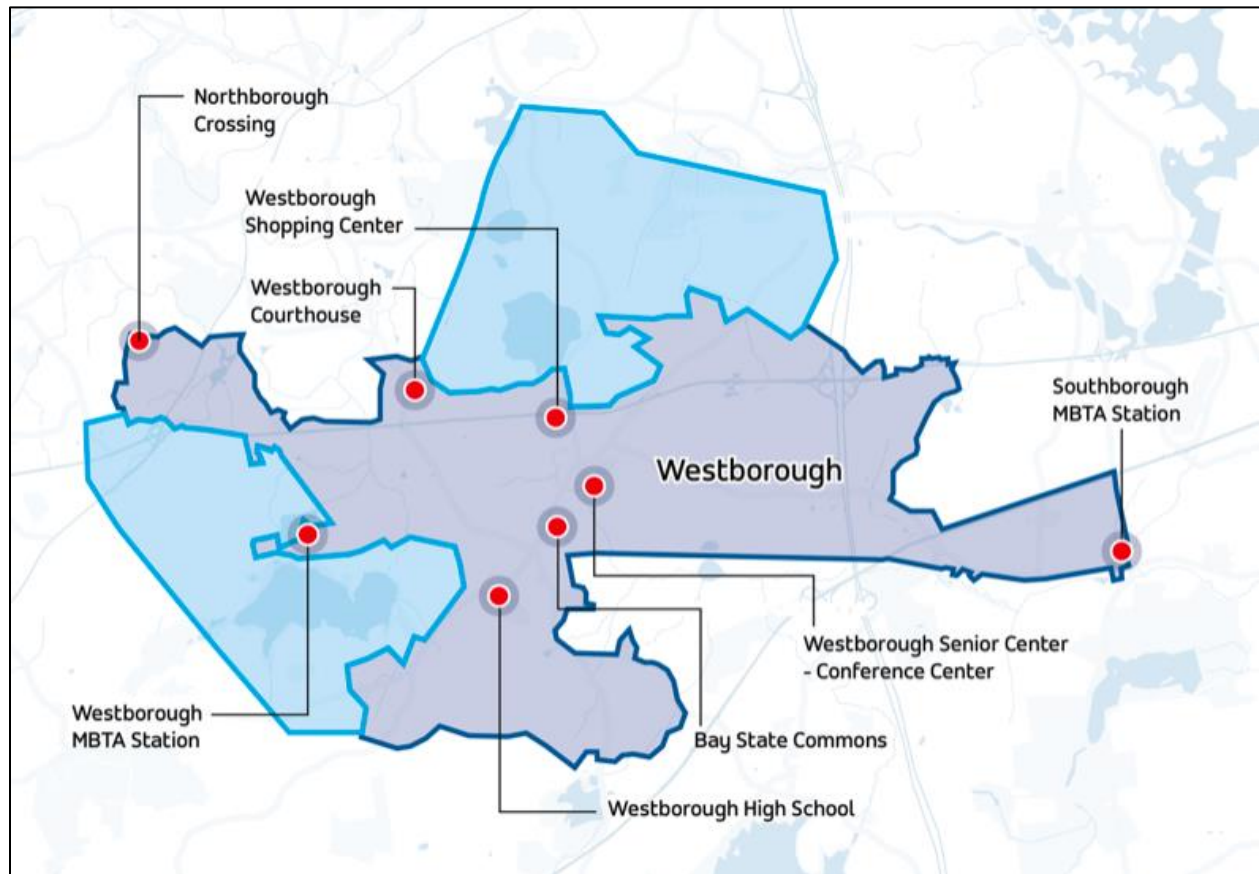 Northborough
Crossing
Westborough
Shopping Center
Westborough
Courthouse
Southborough
MBTA Station
Westborough
Westborough Senior Center
- Conference Center
Westborough
MBTA Station
Bay State Commons
Westborough High School